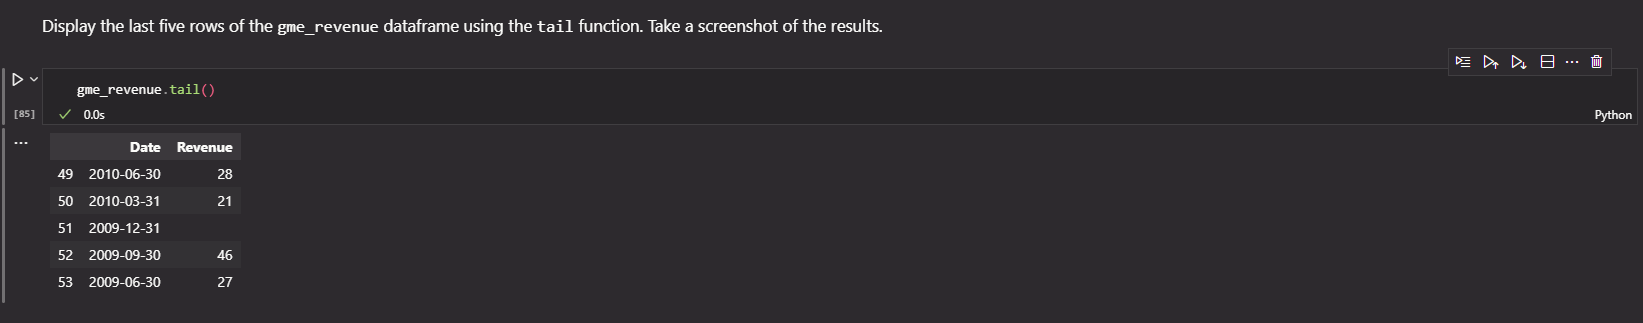 Display the last five rows of the gme_revenue dataframe using the tail function. Take a screenshot of the results.
gme_revenue.tail()
[85] 0.0s Python
Date Revenue
49 2010-06-30 28
50 2010-03-31 21
51 2009-12-31
52 2009-09-30 46
53 2009-06-30 27